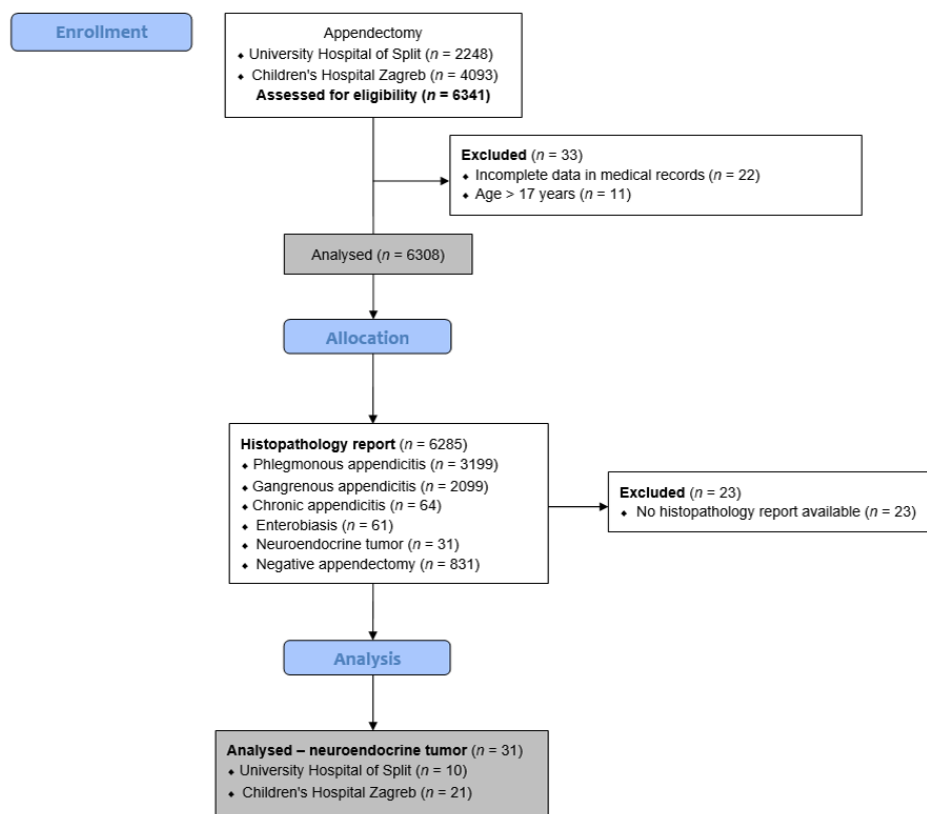 Enrollment
Appendectomy
⬥ University Hospital of Split (n = 2248)
⬥ Children's Hospital Zagreb (n = 4093)
Assessed for eligibility (n = 6341)
Excluded (n = 33)
⬥ Incomplete data in medical records (n = 22)
⬥ Age > 17 years (n = 11)
Analysed (n = 6308)
Allocation
Histopathology report (n = 6285)
⬥ Phlegmonous appendicitis (n = 3199)
⬥ Gangrenous appendicitis (n = 2099)
⬥ Chronic appendicitis (n = 64)
⬥ Enterobiasis (n = 61)
⬥ Neuroendocrine tumor (n = 31)
⬥ Negative appendectomy (n = 831)
Excluded (n = 23)
⬥ No histopathology report available (n = 23)
Analysis
Analysed – neuroendocrine tumor (n = 31)
⬥ University Hospital of Split (n = 10)
⬥ Children's Hospital Zagreb (n = 21)